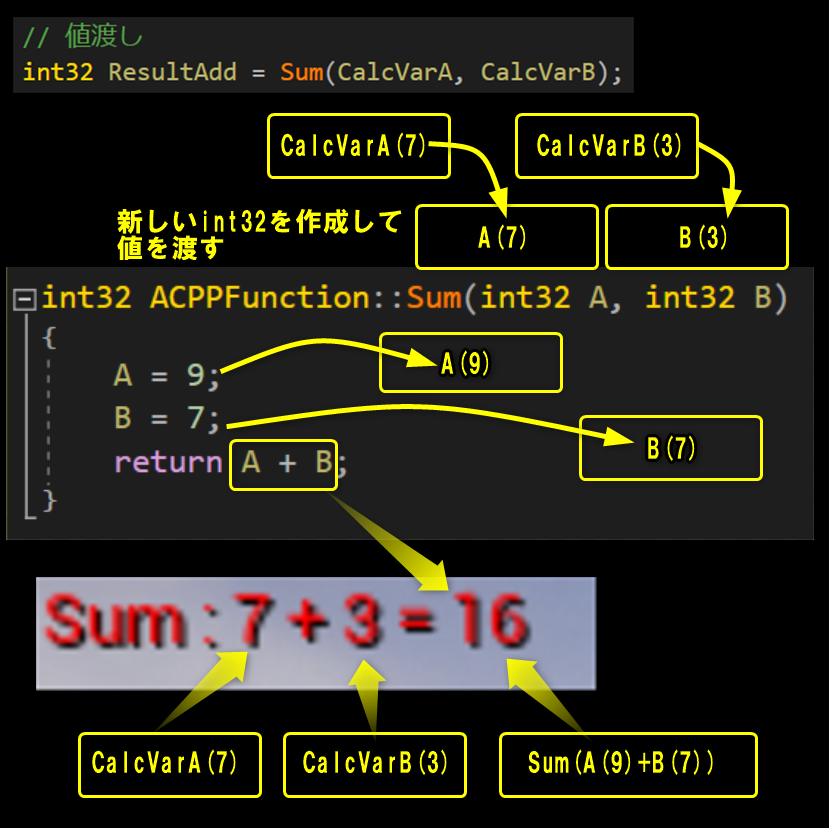 // 値渡し
int32 ResultAdd = Sum(CalcVarA, CalcVarB);
CalcVarA(7)
CalcVarB(3)
新しいint32を作成して
値を渡す
A(7)
B(3)
int32 ACPPFunction::Sum(int32 A, int32 B)
{
A = 9;
A(9)
B = 7;
B(7)
return A + B;
}
Sum : 7 + 3 = 16
CalcVarA(7)
CalcVarB(3)
Sum(A(9)+B(7))